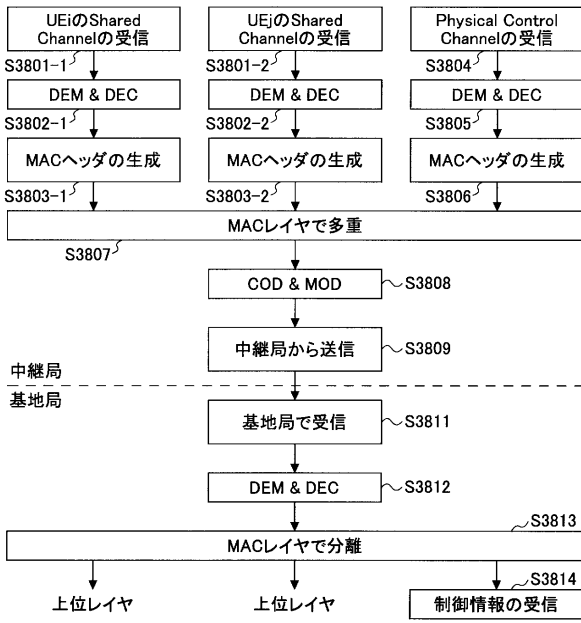 UEiのShared
Channelの受信
UEjのShared
Channelの受信
Physical Control
Channelの受信
S3801-1
S3801-2
S3804
DEM & DEC
DEM & DEC
DEM & DEC
S3802-1
S3802-2
S3805
MACヘッダの生成
MACヘッダの生成
MACヘッダの生成
S3803-1
S3803-2
S3806
MACレイヤで多重
S3807
COD & MOD
S3808
中継局から送信
S3809
中継局
基地局
基地局で受信
S3811
DEM & DEC
S3812
S3813
MACレイヤで分離
S3814
上位レイヤ
上位レイヤ
制御情報の受信